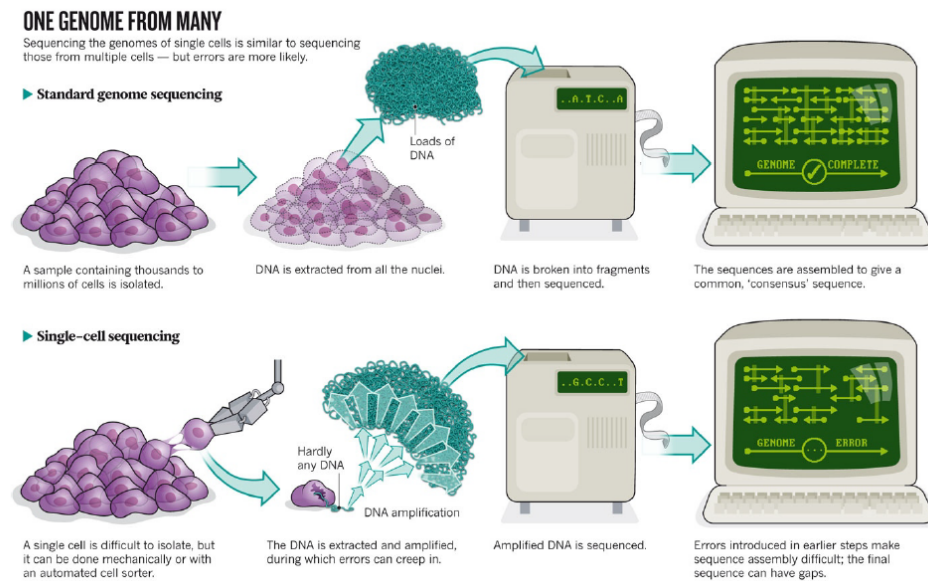 ONE GENOME FROM MANY
Sequencing the genomes of single cells is similar to sequencing
those from multiple cells — but errors are more likely.
Standard genome sequencing
Loads of
DNA
..A.T.C..A
GENOME COMPLETE
A sample containing thousands to
millions of cells is isolated.
DNA is extracted from all the nuclei.
DNA is broken into fragments
and then sequenced.
The sequences are assembled to give a
common, ‘consensus’ sequence.
Single–cell sequencing
Hardly
any DNA
DNA amplification
..G.C.C..T
GENOME ... ERROR
A single cell is difficult to isolate, but
it can be done mechanically or with
an automated cell sorter.
The DNA is extracted and amplified,
during which errors can creep in.
Amplified DNA is sequenced.
Errors introduced in earlier steps make
sequence assembly difficult; the final
sequence can have gaps.